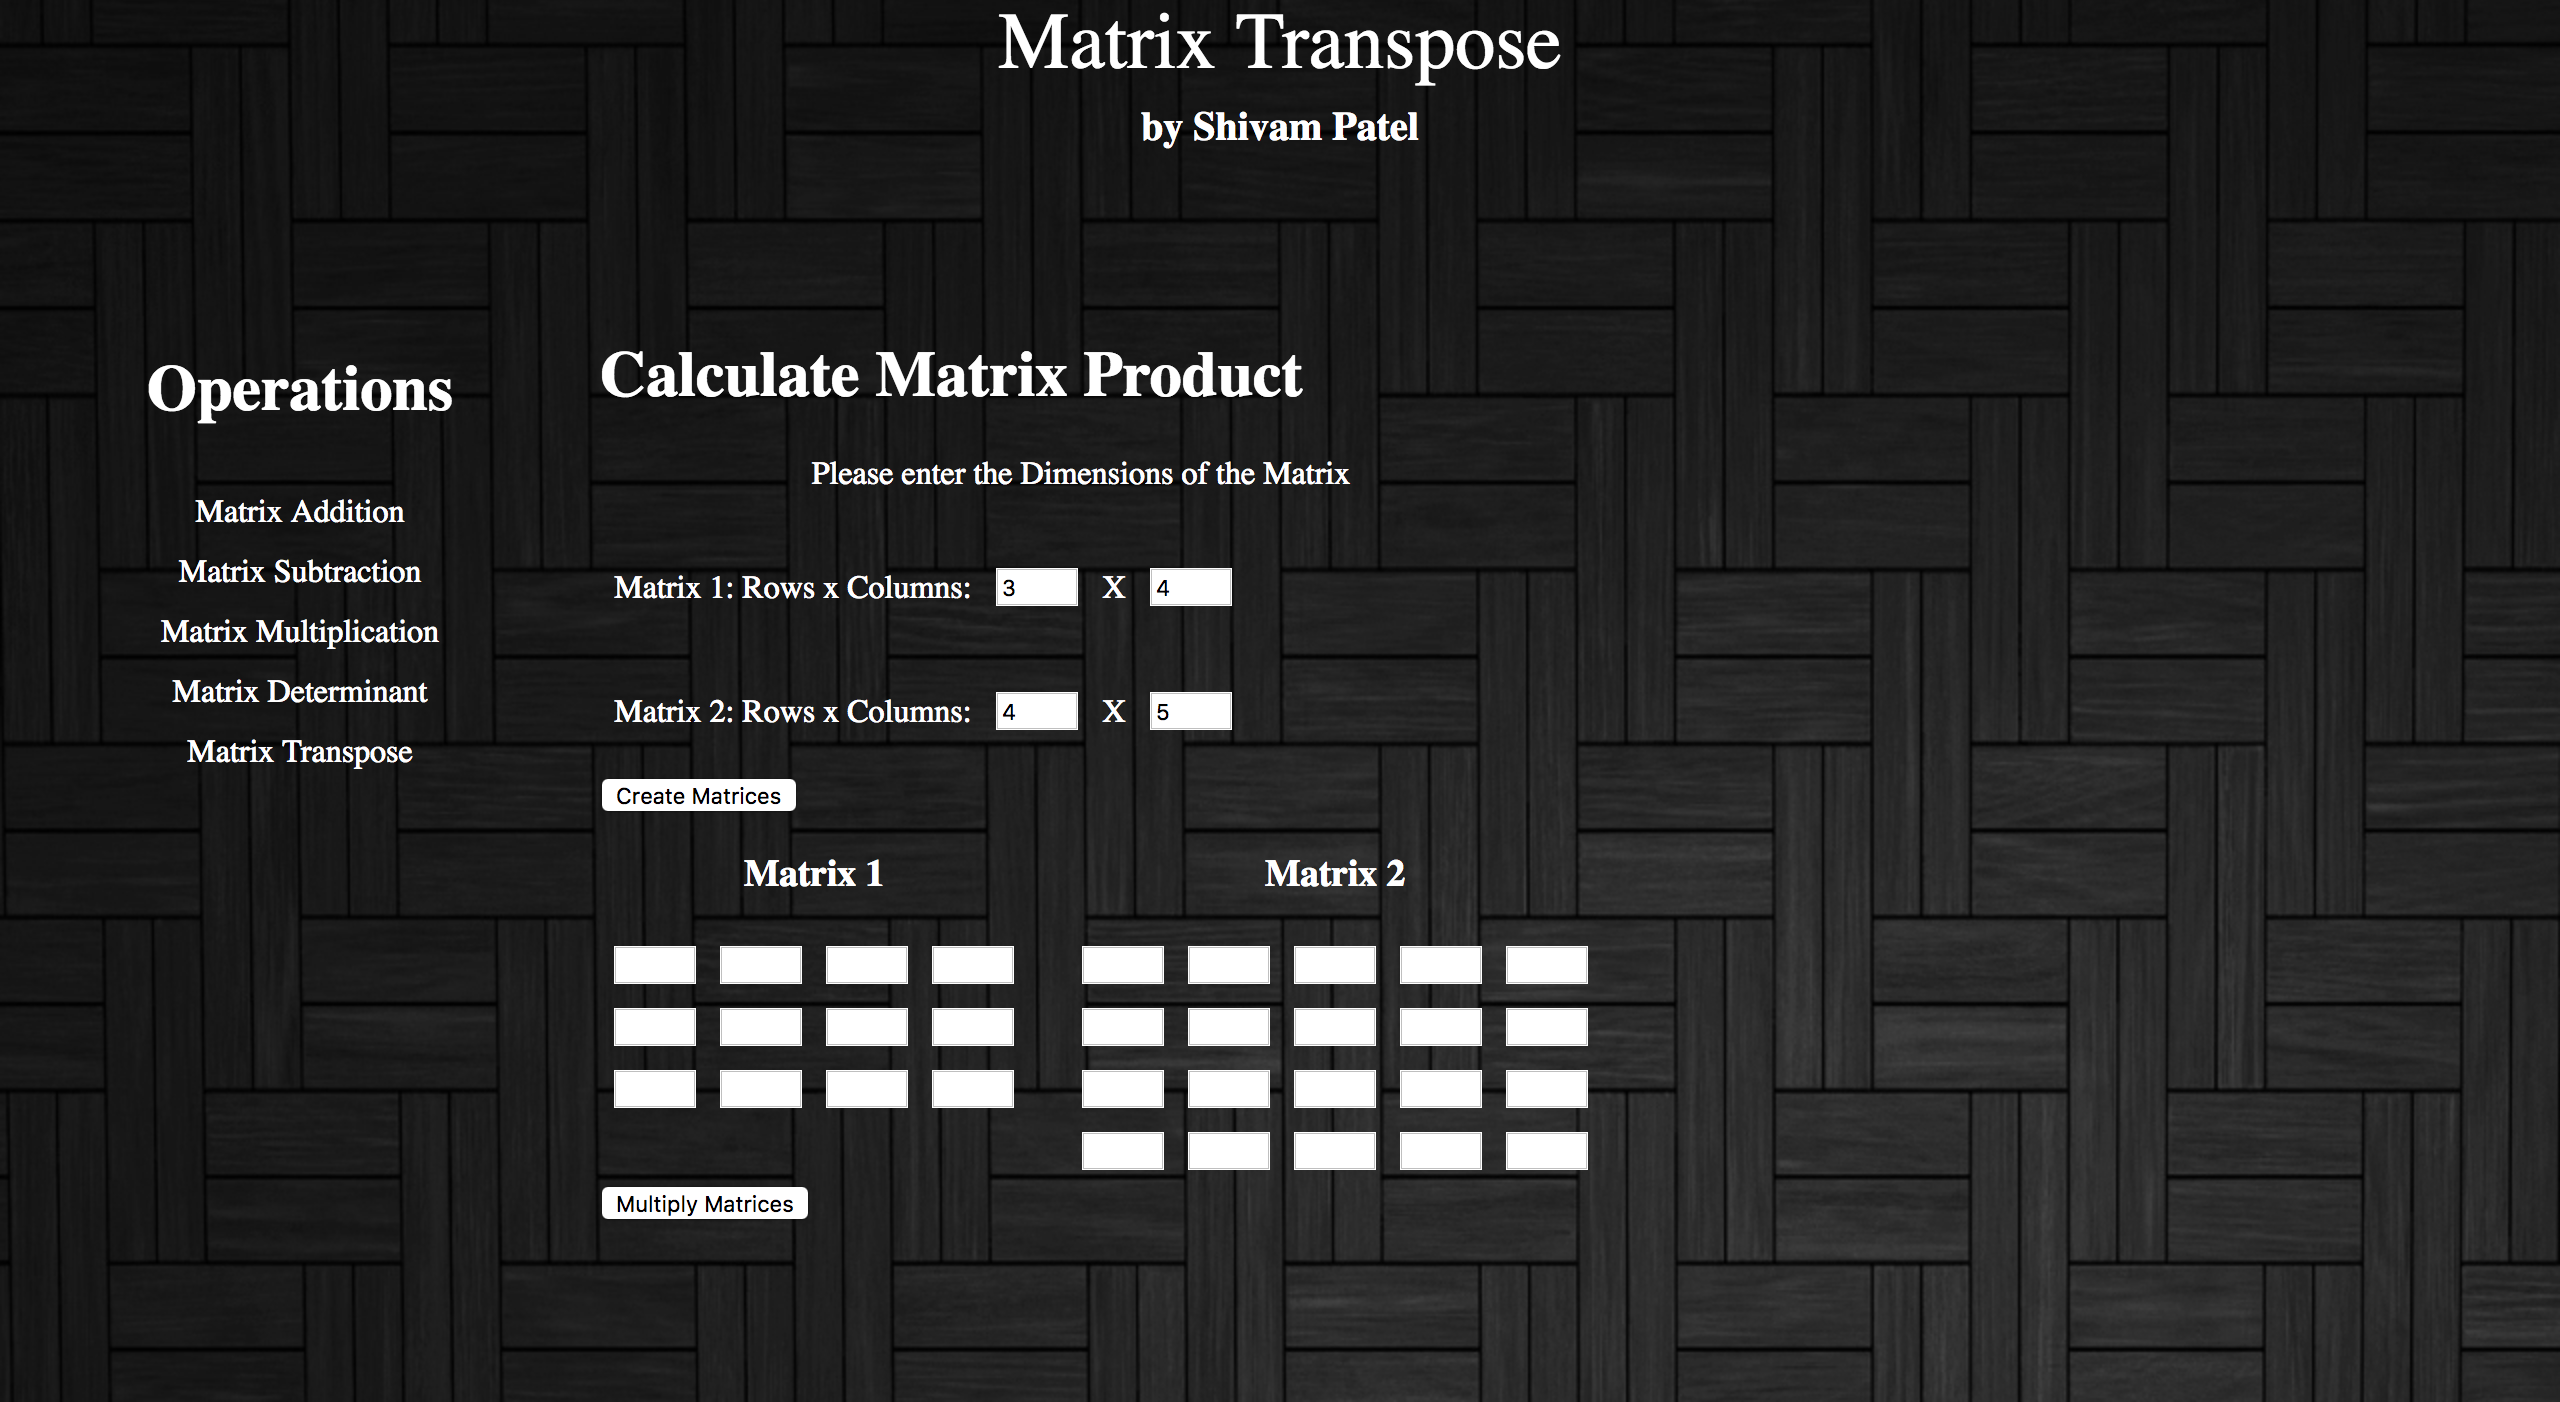 Matrix Transpose
by Shivam Patel
Operations
Matrix Addition
Matrix Subtraction
Matrix Multiplication
Matrix Determinant
Matrix Transpose
Calculate Matrix Product
Please enter the Dimensions of the Matrix
Matrix 1: Rows x Columns: 3 X 4
Matrix 2: Rows x Columns: 4 X 5
Create Matrices
Matrix 1 Matrix 2
Multiply Matrices